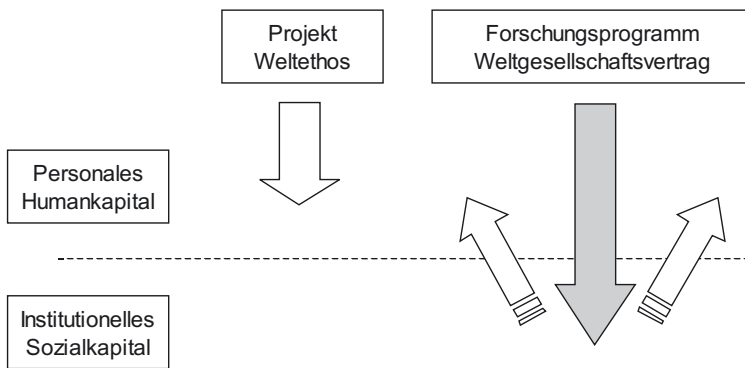 Projekt
Weltethos
Forschungsprogramm
Weltgesellschaftsvertrag
Personales
Humankapital
Institutionelles
Sozialkapital